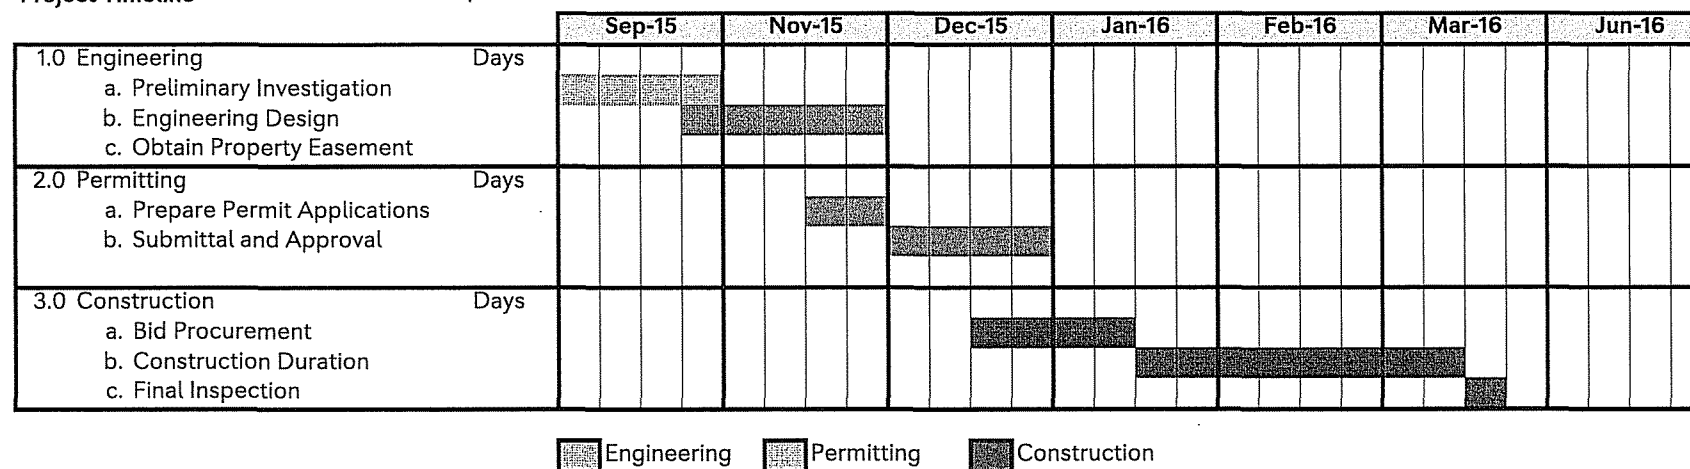 Project Timeline
Sep-15 Nov-15 Dec-15 Jan-16 Feb-16 Mar-16 Jun-16
1.0 Engineering Days
a. Preliminary Investigation
b. Engineering Design
c. Obtain Property Easement
2.0 Permitting Days
a. Prepare Permit Applications
b. Submittal and Approval
3.0 Construction Days
a. Bid Procurement
b. Construction Duration
c. Final Inspection
Engineering Permitting Construction